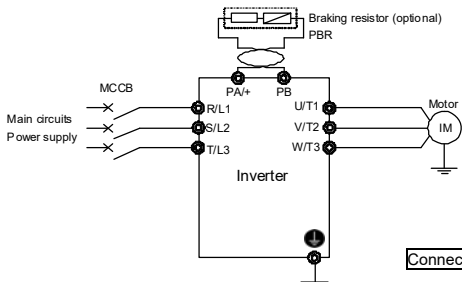 Braking resistor (optional)
PBR
PA/+ PB
MCCB
Main circuits
Power supply
R/L1
S/L2
T/L3
U/T1
V/T2
W/T3
Motor
IM
Inverter
Connec